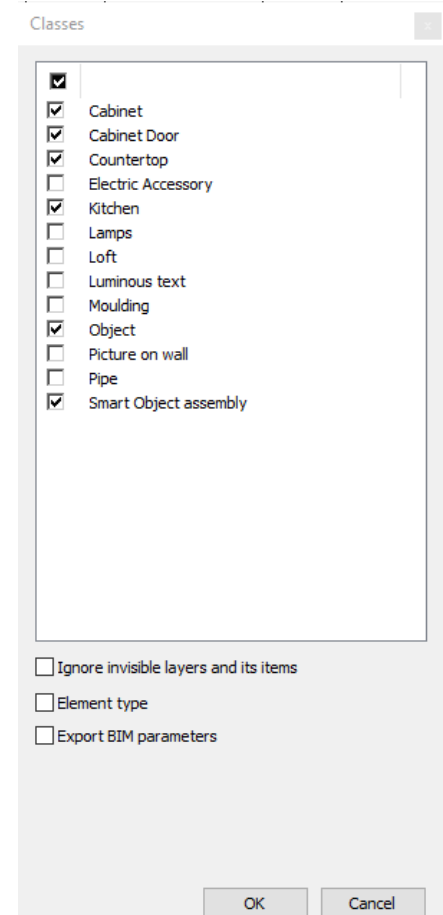 Classes
x
Cabinet
Cabinet Door
Countertop
Electric Accessory
Kitchen
Lamps
Loft
Luminous text
Moulding
Object
Picture on wall
Pipe
Smart Object assembly
Ignore invisible layers and its items
Element type
Export BIM parameters
OK Cancel